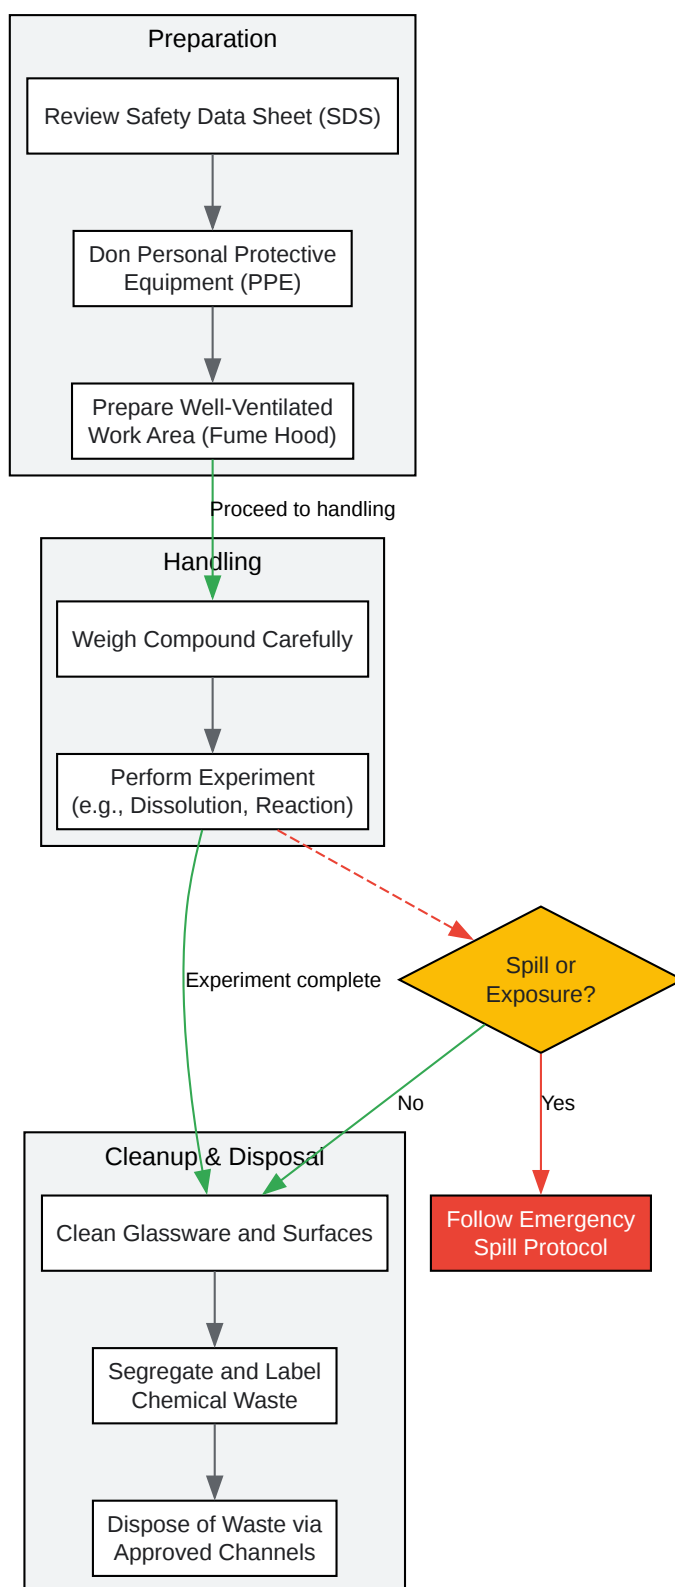 Preparation
Review Safety Data Sheet (SDS)
Don Personal Protective
Equipment (PPE)
Prepare Well-Ventilated
Work Area (Fume Hood)
Proceed to handling
Handling
Weigh Compound Carefully
Perform Experiment
(e.g., Dissolution, Reaction)
Spill or
Exposure?
Experiment complete
No
Yes
Cleanup & Disposal
Clean Glassware and Surfaces
Follow Emergency
Spill Protocol
Segregate and Label
Chemical Waste
Dispose of Waste via
Approved Channels